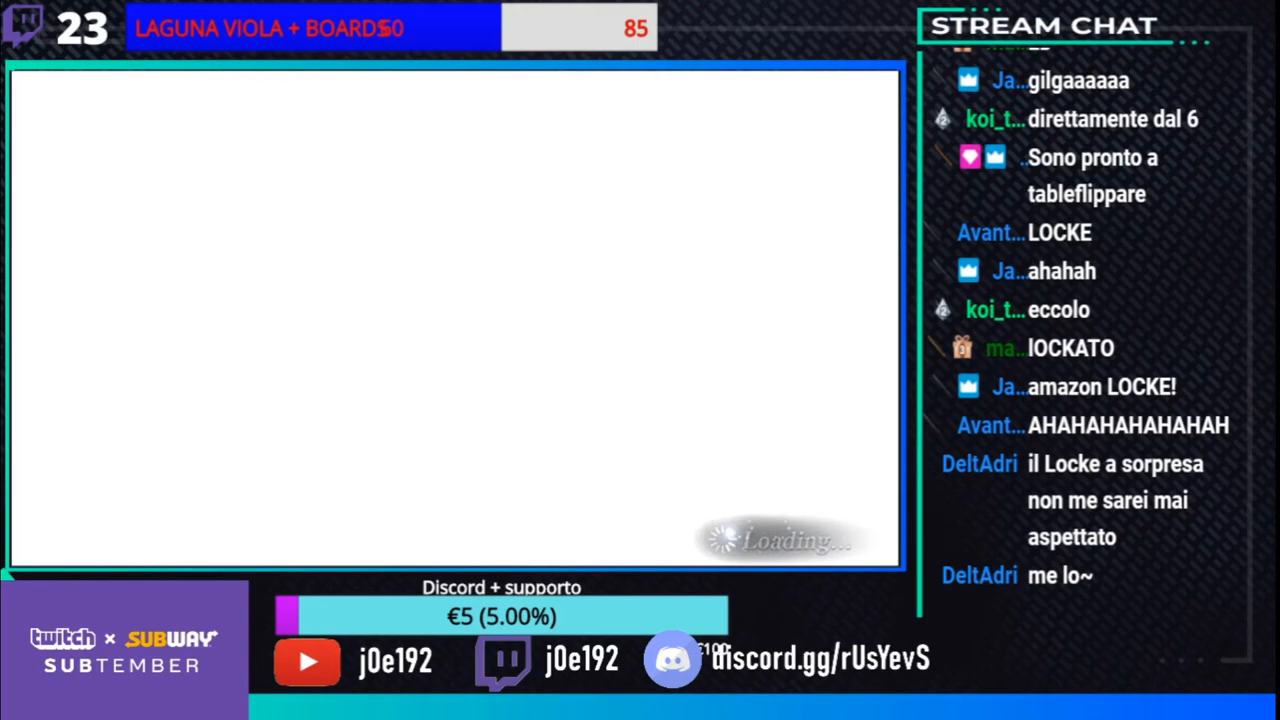 23
LAGUNA VIOLA + BOARDS
85
STREAM CHAT
Ja... gilgaaaaaa
koi_t... direttamente dal 6
.. Sono pronto a
tableflippare
Avant... LOCKE
Ja... ahahah
koi_t... eccolo
ma... lOCKATO
Ja... amazon LOCKE!
Avant... AHAHAHAHAHAHAH
DeltAdri il Locke a sorpresa
non me sarei mai
aspettato
DeltAdri me lo~
Loading...
Discord + supporto
€5 (5.00%)
€100
twitch × SUBWAY
SUBTEMBER
j0e192
j0e192
discord.gg/rUsYevS